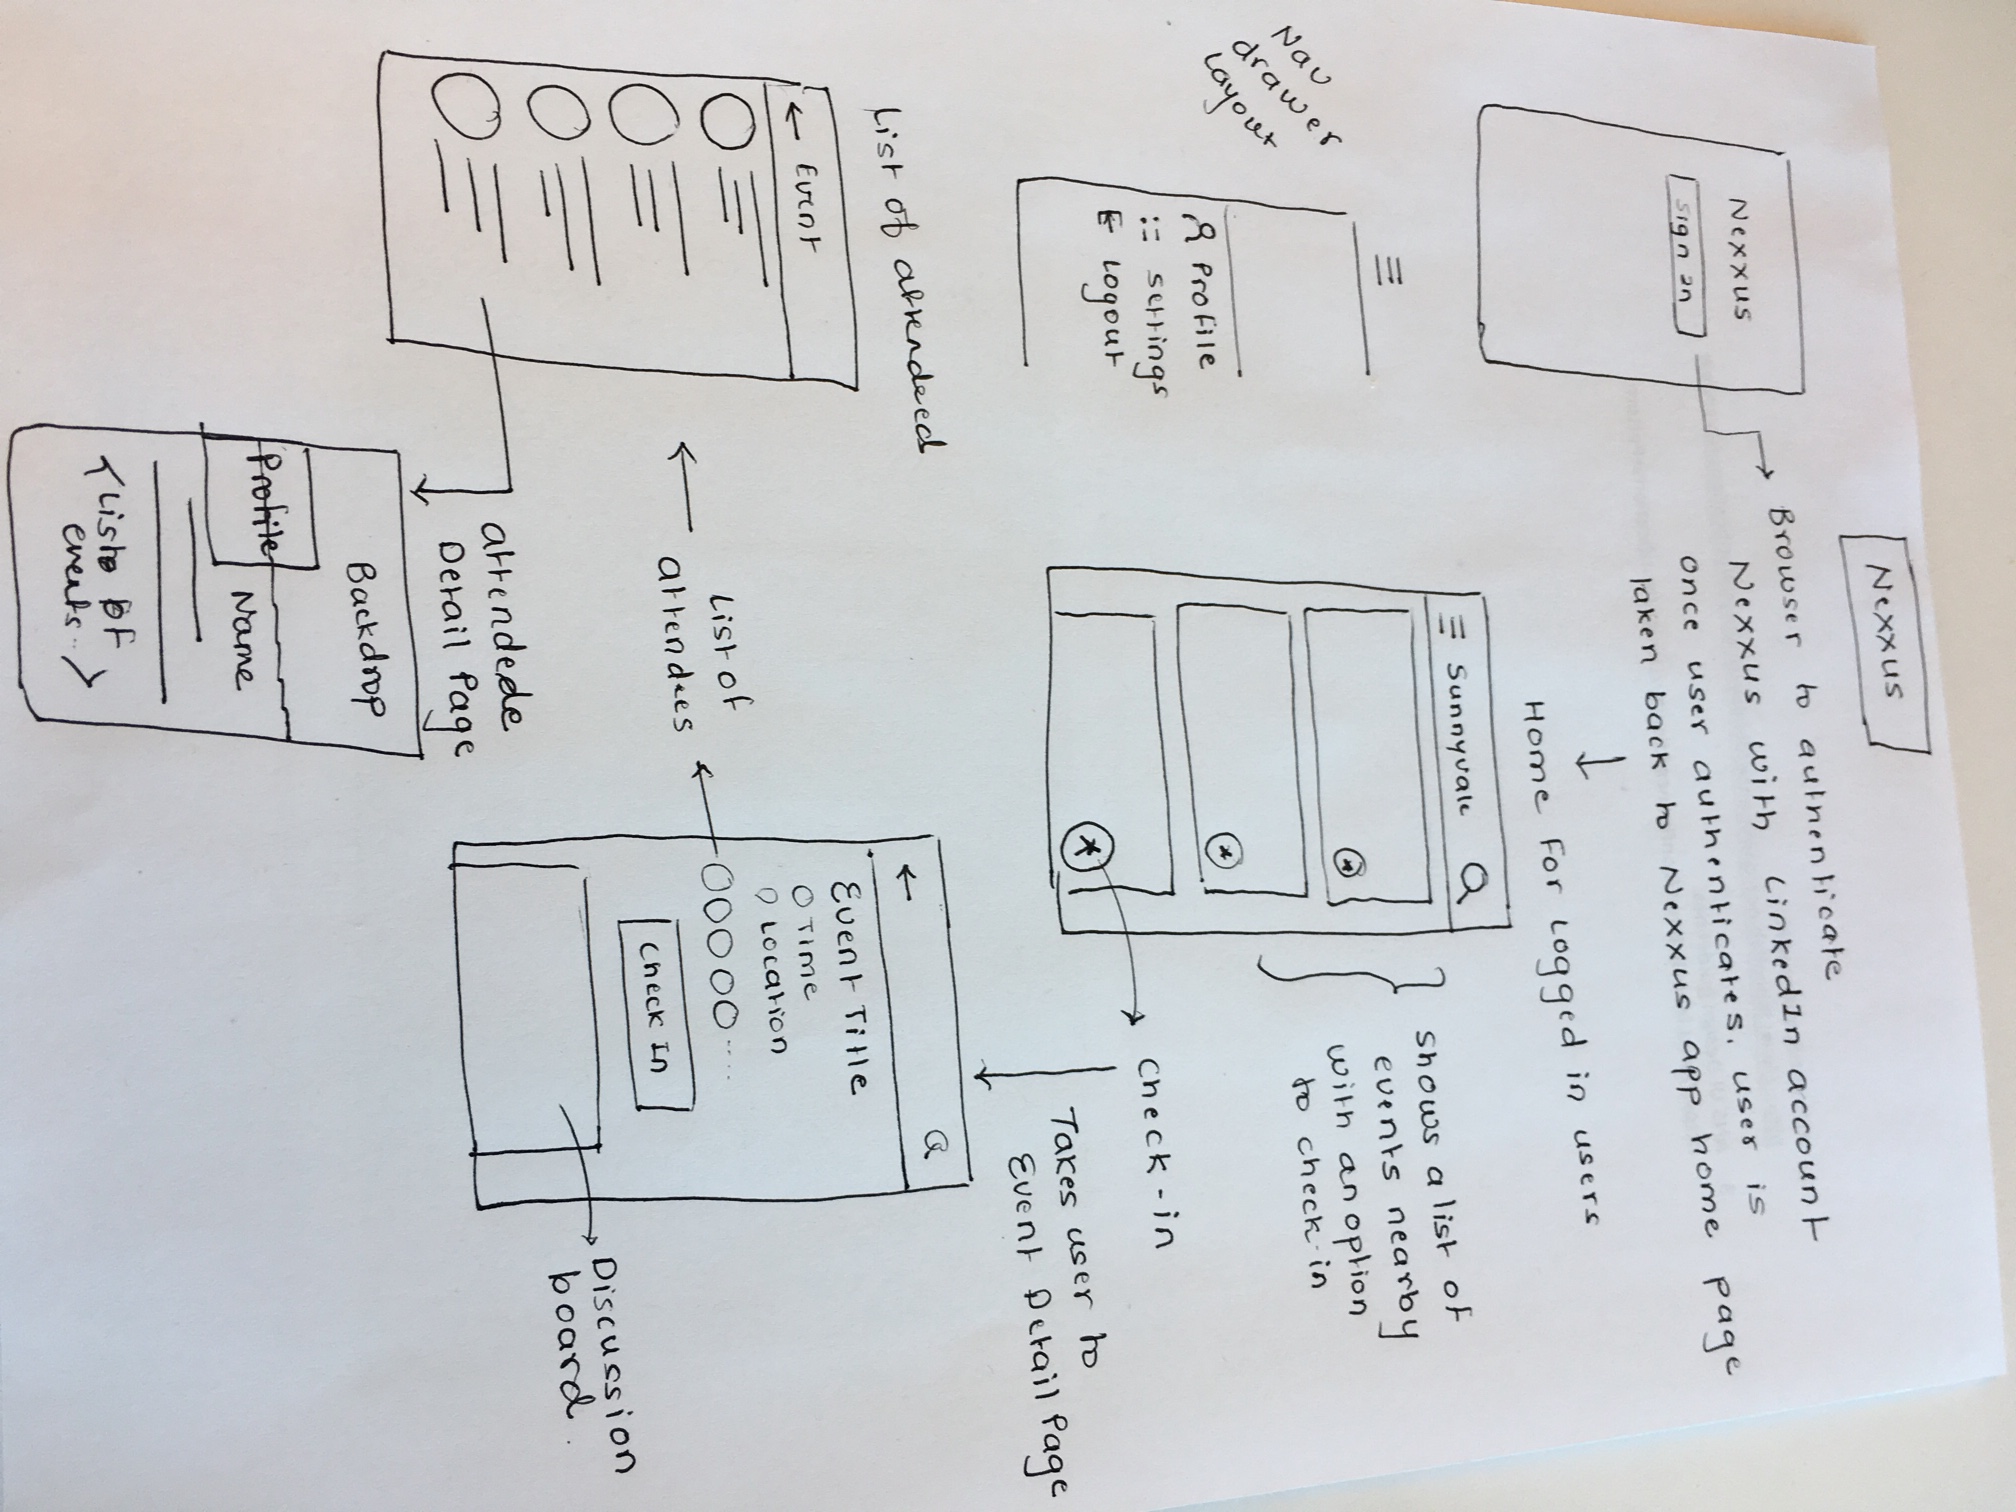 Nexxus
Nexxus
Sign In
Browser to authenticate
Nexxus with LinkedIn account
once user authenticates, user is
taken back to Nexxus app home page
Home For Logged in users
Nav
drawer
Layout
Profile
settings
Logout
Sunnyvale
shows a list of
events nearby
with an option
to check-in
check-in
Takes user to
Event Detail Page
List of attendeed
← Event
List of
attendees
Event Title
Time
Location
....
Check In
Discussion
board.
attendede
Detail Page
Backdrop
Profile
Name
List of
events..